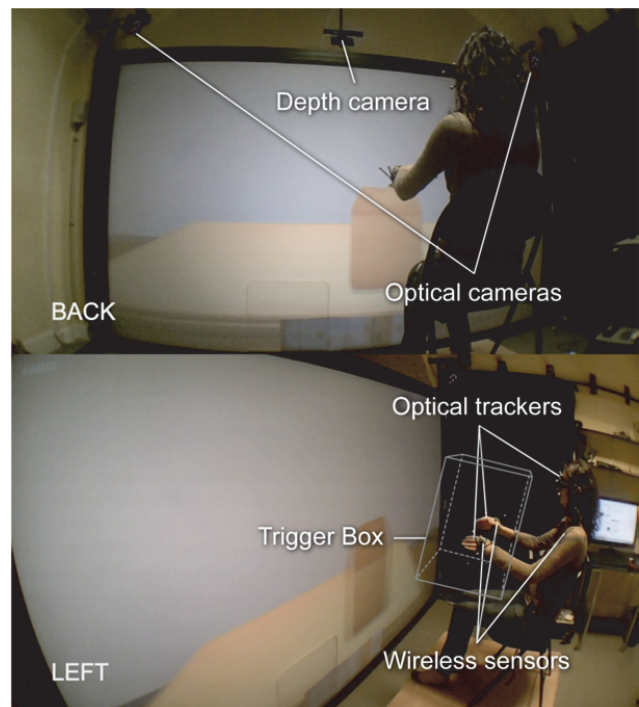 Depth camera
Optical cameras
BACK
Optical trackers
Trigger Box
Wireless sensors
LEFT